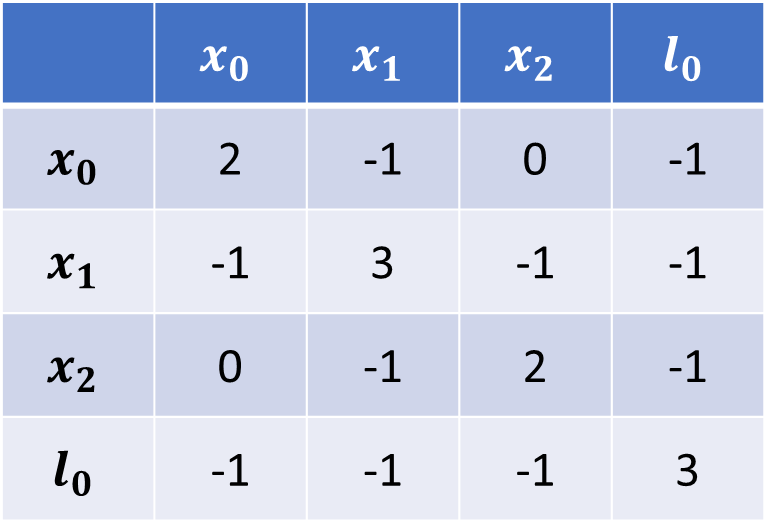 x₀ x₁ x₂ l₀
x₀ 2 -1 0 -1
x₁ -1 3 -1 -1
x₂ 0 -1 2 -1
l₀ -1 -1 -1 3